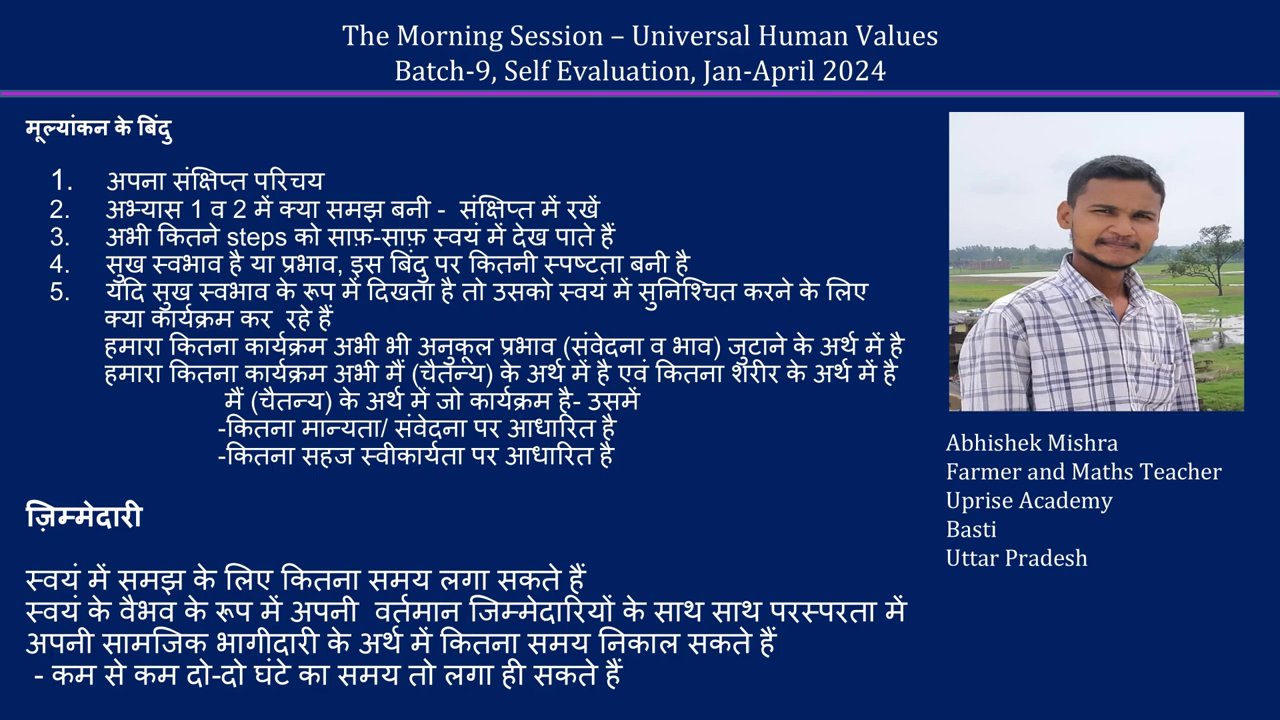 The Morning Session – Universal Human Values
Batch-9, Self Evaluation, Jan-April 2024
मूल्यांकन के बिंदु
1. अपना संक्षिप्त परिचय
2. अभ्यास 1 व 2 में क्या समझ बनी - संक्षिप्त में रखें
3. अभी कितने steps को साफ़-साफ़ स्वयं में देख पाते हैं
4. सुख स्वभाव है या प्रभाव, इस बिंदु पर कितनी स्पष्टता बनी है
5. यदि सुख स्वभाव के रूप में दिखता है तो उसको स्वयं में सुनिश्चित करने के लिए
क्या कार्यक्रम कर रहे हैं
हमारा कितना कार्यक्रम अभी भी अनुकूल प्रभाव (संवेदना व भाव) जुटाने के अर्थ में है
हमारा कितना कार्यक्रम अभी मैं (चैतन्य) के अर्थ में है एवं कितना शरीर के अर्थ में है
मैं (चैतन्य) के अर्थ में जो कार्यक्रम है- उसमें
-कितना मान्यता/ संवेदना पर आधारित है
-कितना सहज स्वीकार्यता पर आधारित है
ज़िम्मेदारी
स्वयं में समझ के लिए कितना समय लगा सकते हैं
स्वयं के वैभव के रूप में अपनी वर्तमान जिम्मेदारियों के साथ साथ परस्परता में
अपनी सामजिक भागीदारी के अर्थ में कितना समय निकाल सकते हैं
- कम से कम दो-दो घंटे का समय तो लगा ही सकते हैं
Abhishek Mishra
Farmer and Maths Teacher
Uprise Academy
Basti
Uttar Pradesh